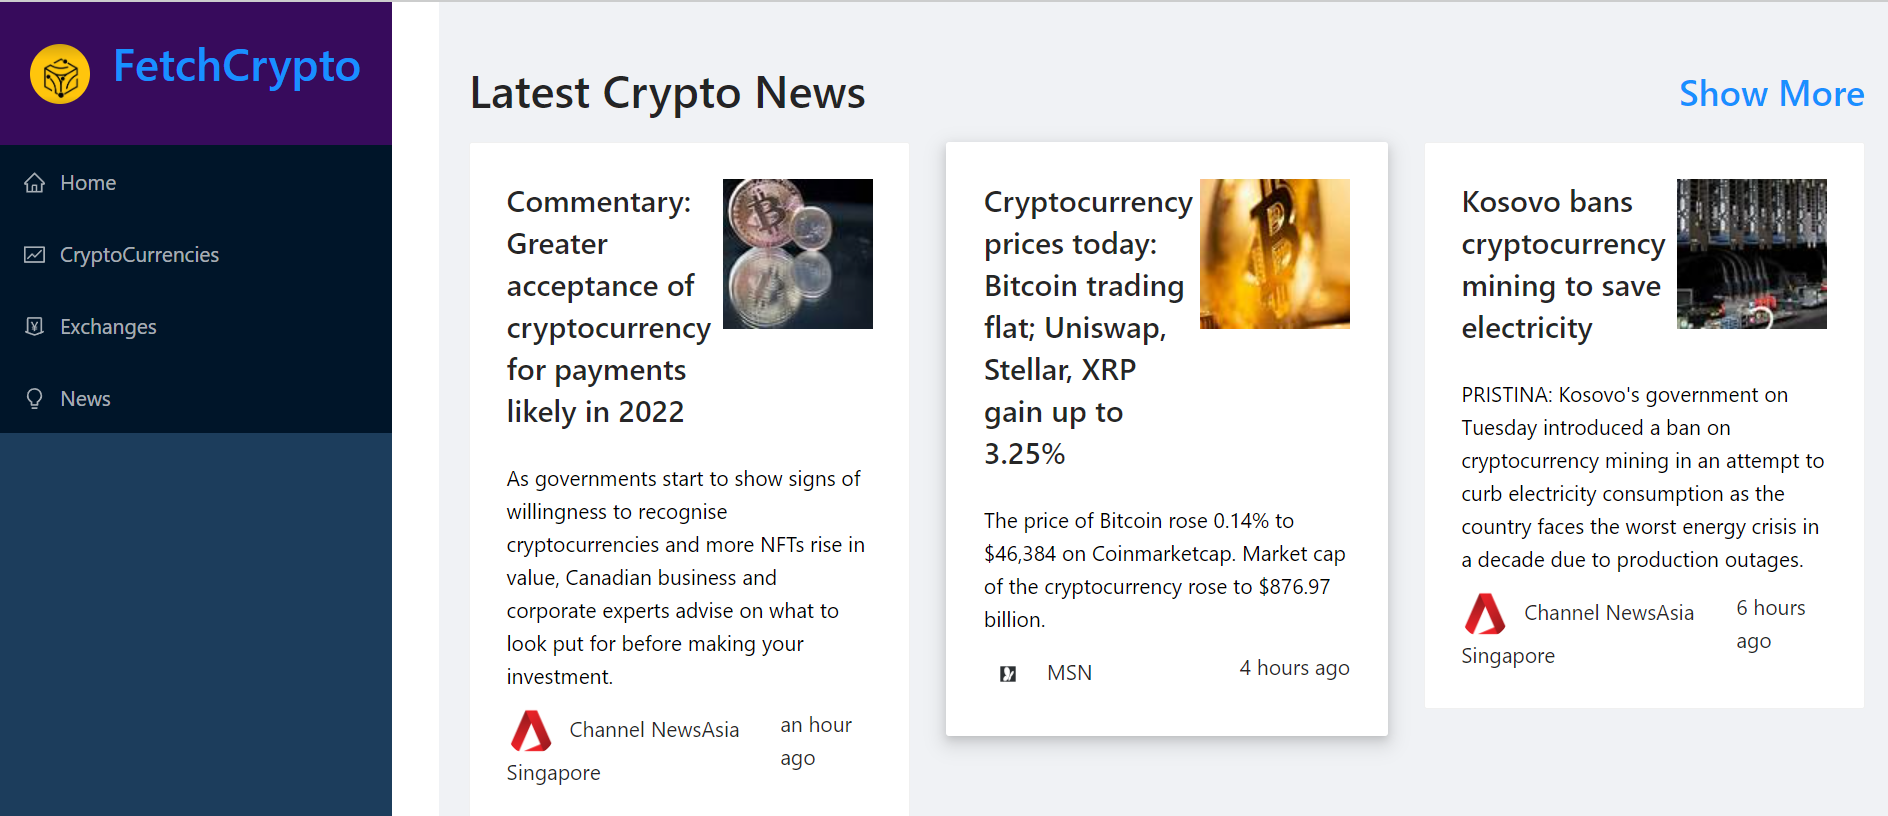 FetchCrypto
Home
CryptoCurrencies
Exchanges
News
Latest Crypto News
Show More
Commentary:
Greater
acceptance of
cryptocurrency
for payments
likely in 2022
As governments start to show signs of
willingness to recognise
cryptocurrencies and more NFTs rise in
value, Canadian business and
corporate experts advise on what to
look put for before making your
investment.
Channel NewsAsia
Singapore
an hour
ago
Cryptocurrency
prices today:
Bitcoin trading
flat; Uniswap,
Stellar, XRP
gain up to
3.25%
The price of Bitcoin rose 0.14% to
$46,384 on Coinmarketcap. Market cap
of the cryptocurrency rose to $876.97
billion.
MSN
4 hours ago
Kosovo bans
cryptocurrency
mining to save
electricity
PRISTINA: Kosovo's government on
Tuesday introduced a ban on
cryptocurrency mining in an attempt to
curb electricity consumption as the
country faces the worst energy crisis in
a decade due to production outages.
Channel NewsAsia
Singapore
6 hours
ago